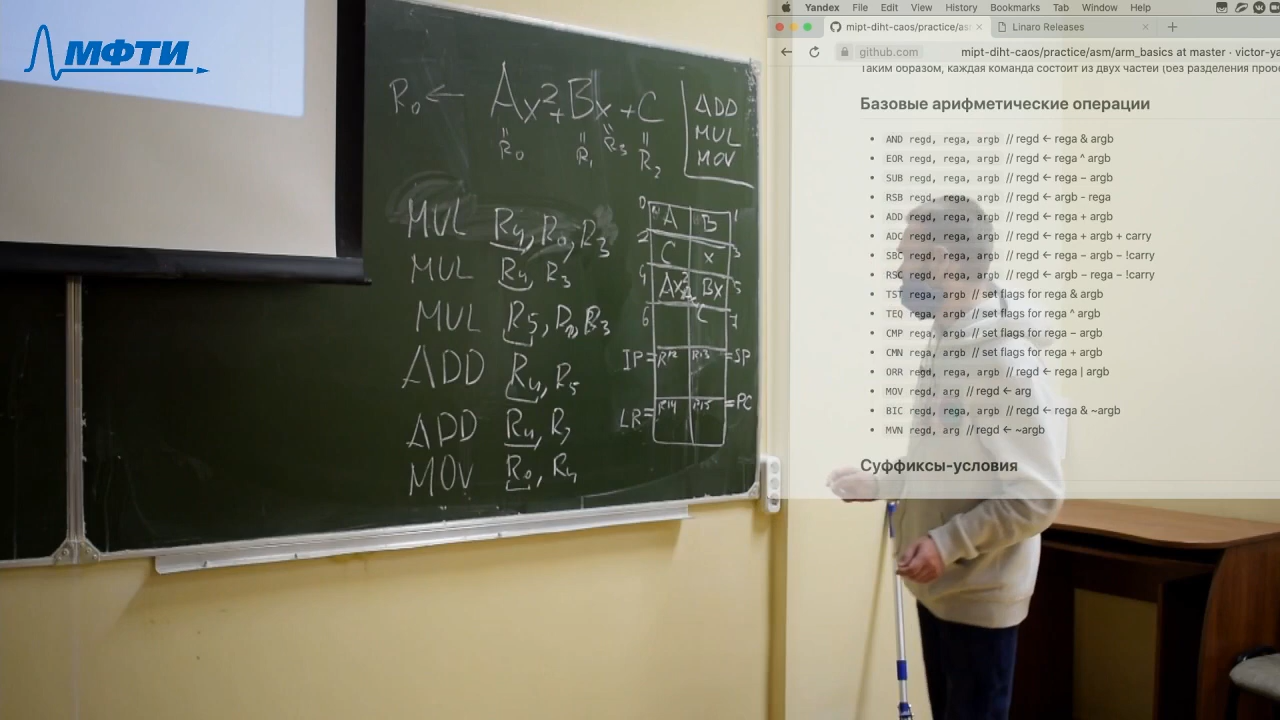 МФТИ
R0 ← Ax²+Bx+C
R0 R1 R3 R2
ADD
MUL
MOV
MUL R4, R0, R3
MUL R4, R3
MUL R5, R1, R3
ADD R4, R5
ADD R4, R2
MOV R0, R4
0 A B 1
2 C x 3
4 Ax² Bx 5
6 C 7
IP= R12 R13 =SP
LR= R14 R15 =PC
Yandex File Edit View History Bookmarks Tab Window Help
mipt-diht-caos/practice/as
Linaro Releases
github.com
mipt-diht-caos/practice/asm/arm_basics at master · victor-ya
Таким образом, каждая команда состоит из двух частей (без разделения пробе
Базовые арифметические операции
AND regd, rega, argb // regd ← rega & argb
EOR regd, rega, argb // regd ← rega ^ argb
SUB regd, rega, argb // regd ← rega − argb
RSB regd, rega, argb // regd ← argb - rega
ADD regd, rega, argb // regd ← rega + argb
ADC regd, rega, argb // regd ← rega + argb + carry
SBC regd, rega, argb // regd ← rega − argb − !carry
RSC regd, rega, argb // regd ← argb − rega − !carry
TST rega, argb // set flags for rega & argb
TEQ rega, argb // set flags for rega ^ argb
CMP rega, argb // set flags for rega − argb
CMN rega, argb // set flags for rega + argb
ORR regd, rega, argb // regd ← rega | argb
MOV regd, arg // regd ← arg
BIC regd, rega, argb // regd ← rega & ~argb
MVN regd, arg // regd ← ~argb
Суффиксы-условия